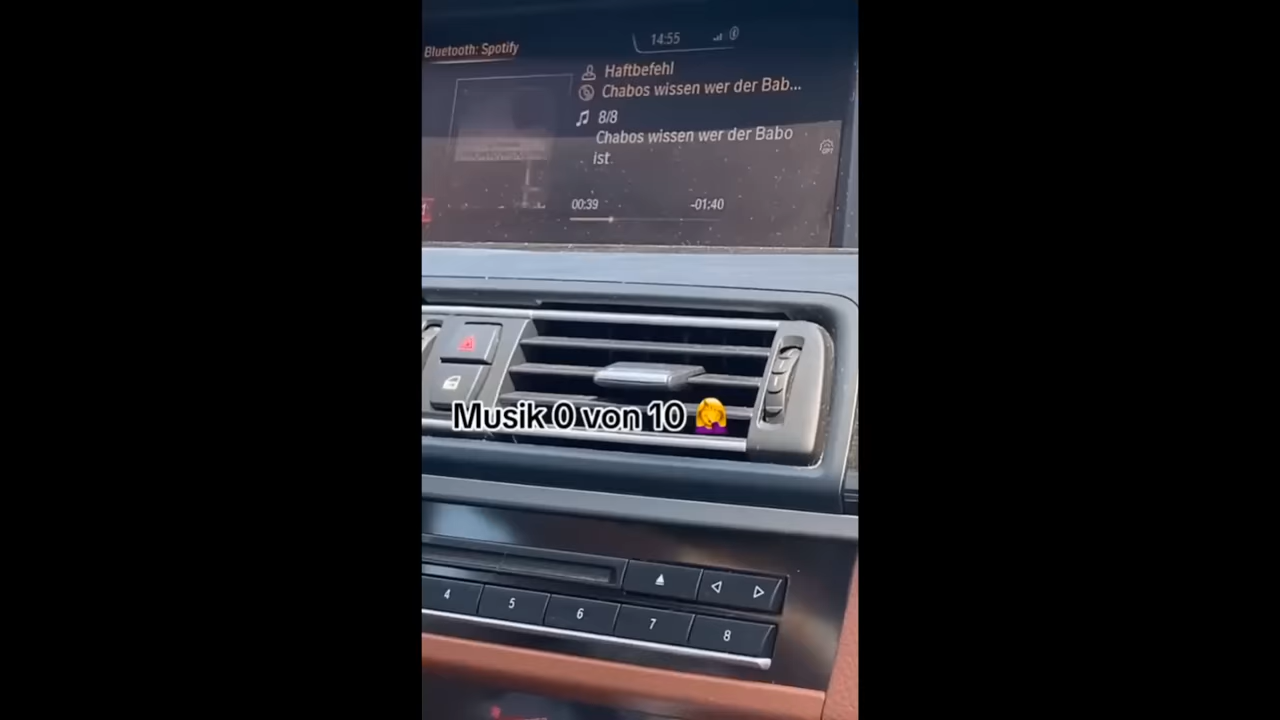 Bluetooth: Spotify
14:55
Haftbefehl
Chabos wissen wer der Bab...
8/8
Chabos wissen wer der Babo
ist
00:39 -01:40
Musik 0 von 10 🤦‍♀️
4 5 6 7 8